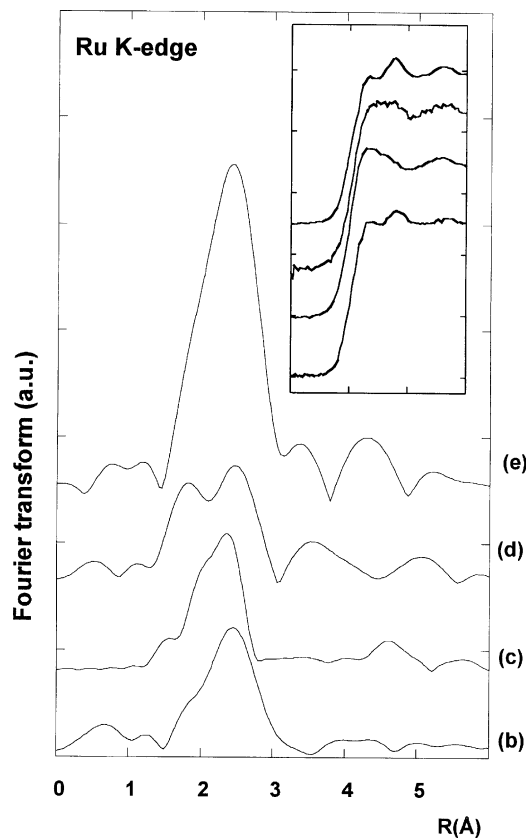 Ru K-edge
Fourier transform (a.u.)
(e)
(d)
(c)
(b)
0 1 2 3 4 5
R(Å)